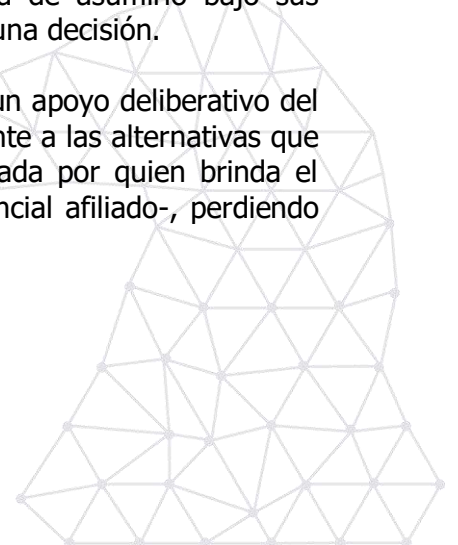 de asumirlo bajo sus
una decisión.
un apoyo deliberativo del
nte a las alternativas que
ada por quien brinda el
ncial afiliado-, perdiendo